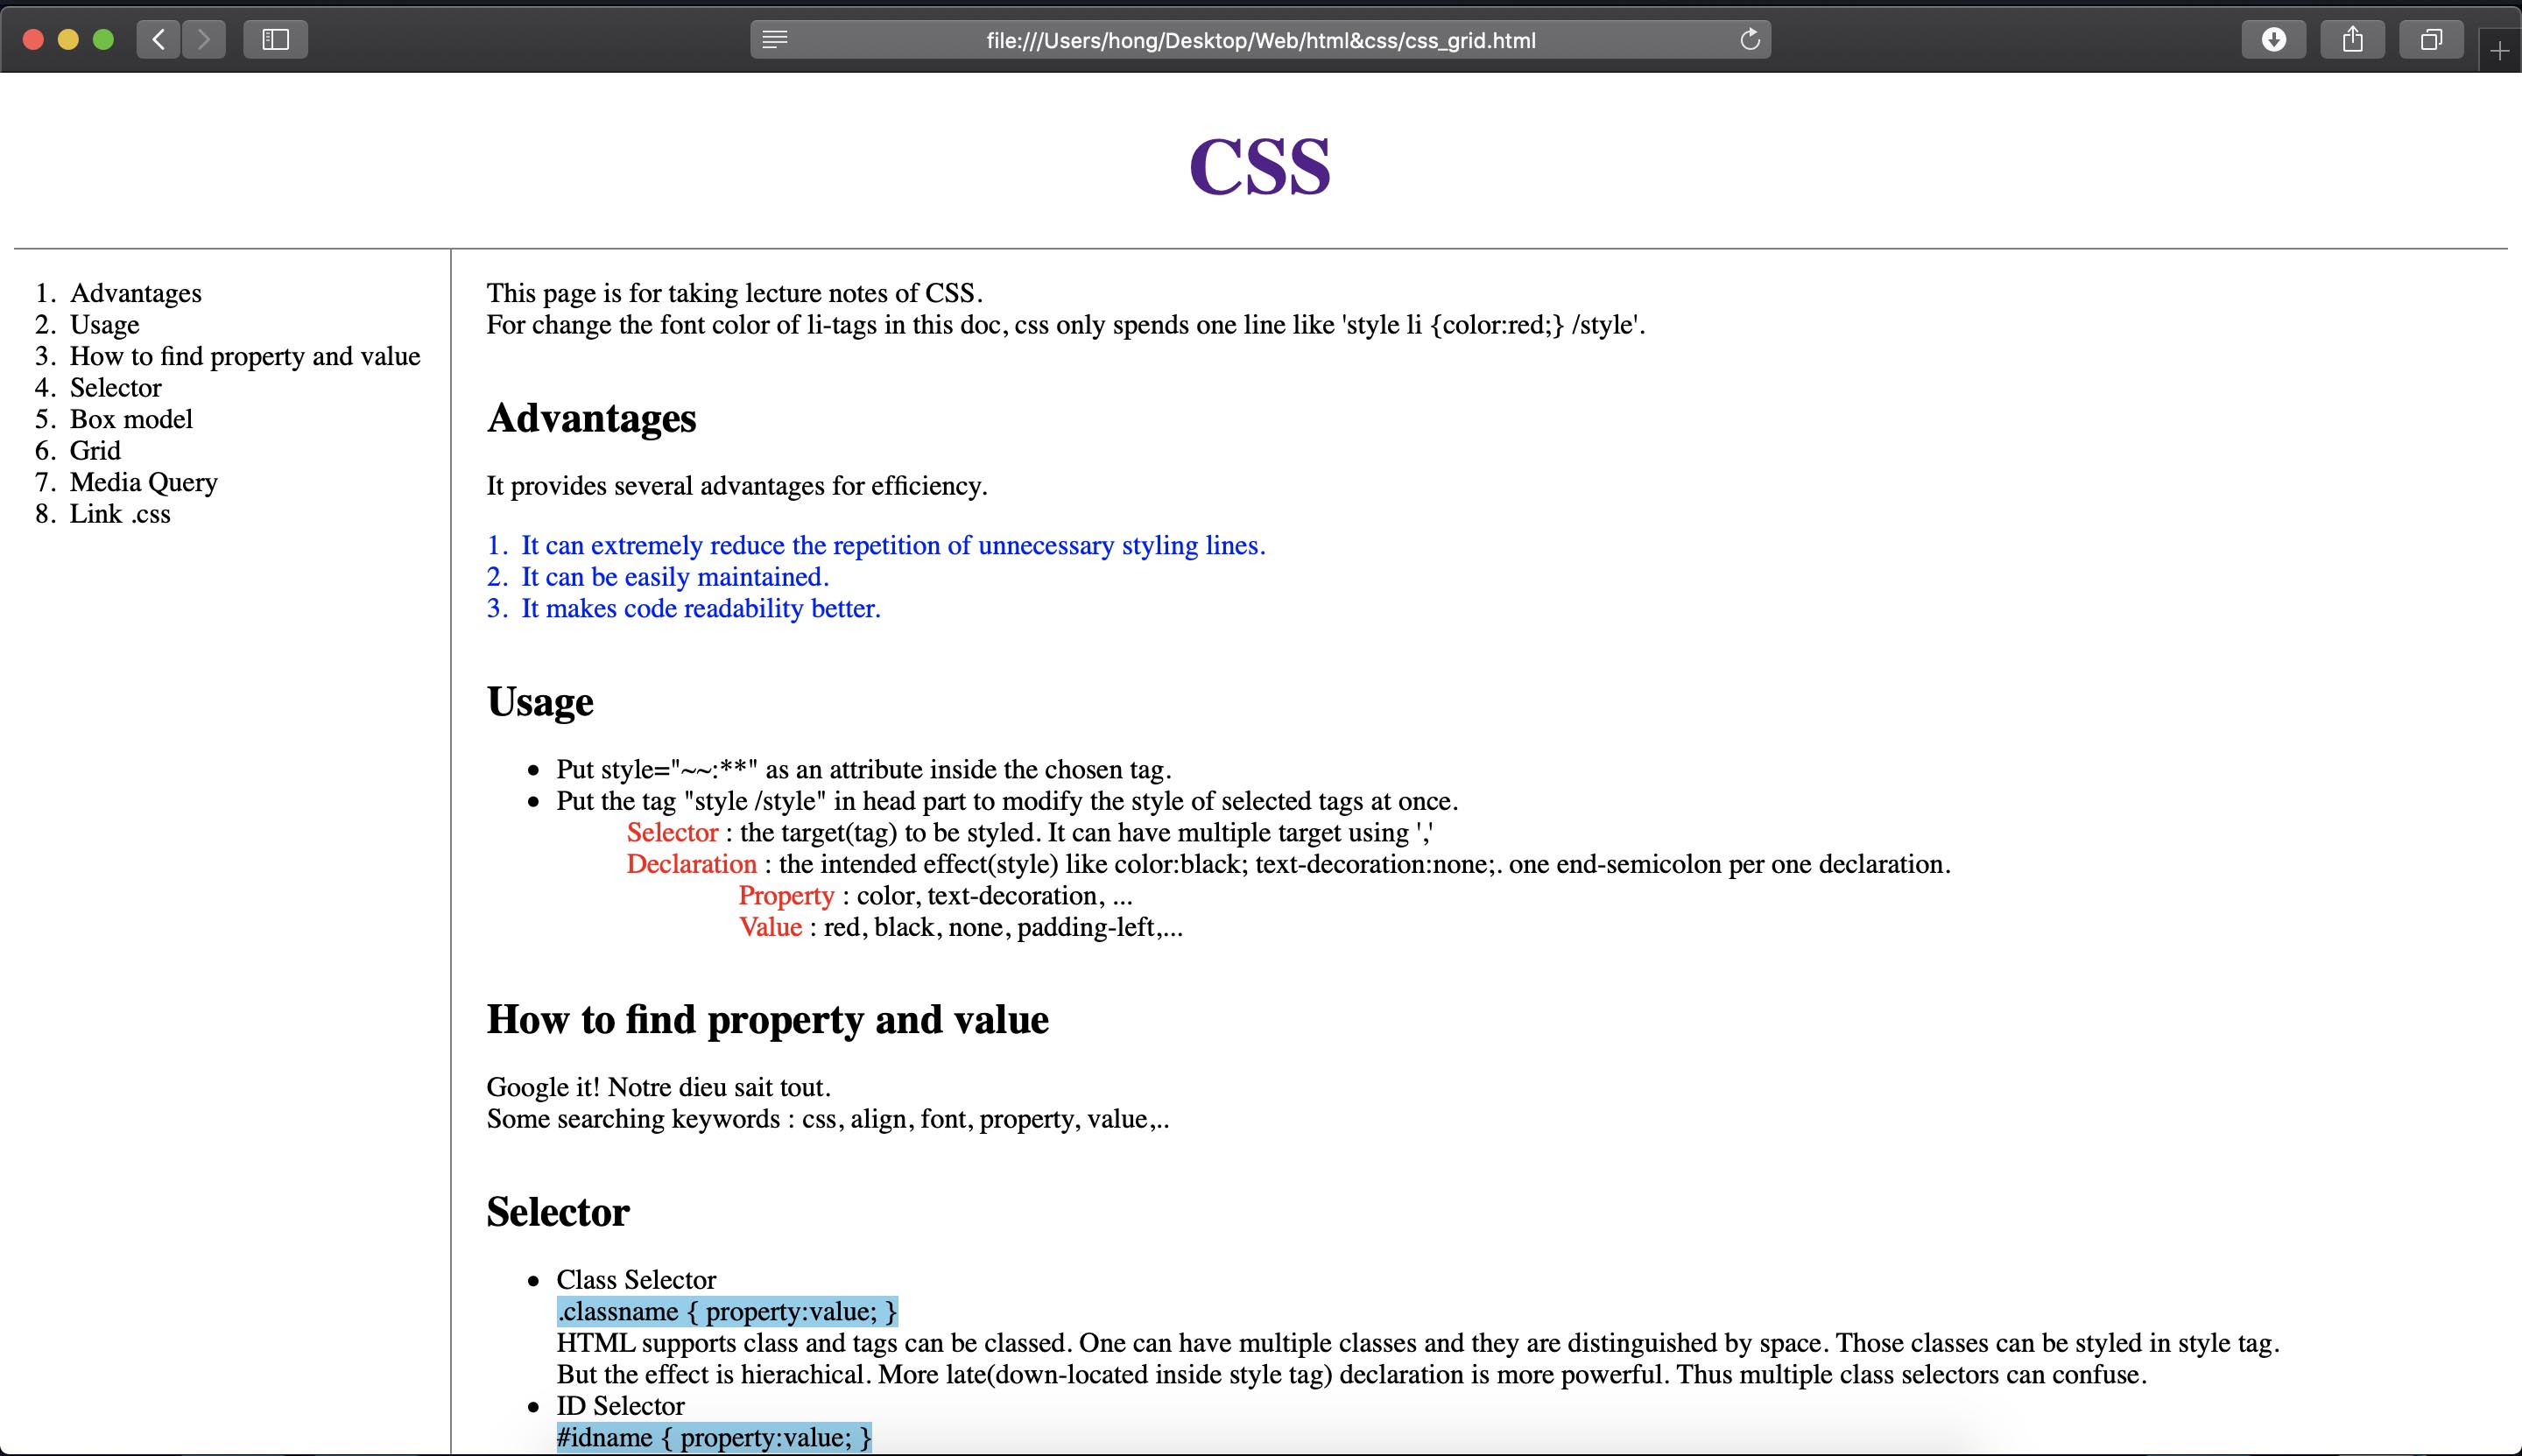 file:///Users/hong/Desktop/Web/html&css/css_grid.html
CSS
1. Advantages
2. Usage
3. How to find property and value
4. Selector
5. Box model
6. Grid
7. Media Query
8. Link .css
This page is for taking lecture notes of CSS.
For change the font color of li-tags in this doc, css only spends one line like 'style li {color:red;} /style'.
Advantages
It provides several advantages for efficiency.
1. It can extremely reduce the repetition of unnecessary styling lines.
2. It can be easily maintained.
3. It makes code readability better.
Usage
• Put style="~~:**" as an attribute inside the chosen tag.
• Put the tag "style /style" in head part to modify the style of selected tags at once.
Selector : the target(tag) to be styled. It can have multiple target using ','
Declaration : the intended effect(style) like color:black; text-decoration:none;. one end-semicolon per one declaration.
Property : color, text-decoration, ...
Value : red, black, none, padding-left,...
How to find property and value
Google it! Notre dieu sait tout.
Some searching keywords : css, align, font, property, value,..
Selector
• Class Selector
.classname { property:value; }
HTML supports class and tags can be classed. One can have multiple classes and they are distinguished by space. Those classes can be styled in style tag.
But the effect is hierachical. More late(down-located inside style tag) declaration is more powerful. Thus multiple class selectors can confuse.
• ID Selector
#idname { property:value; }